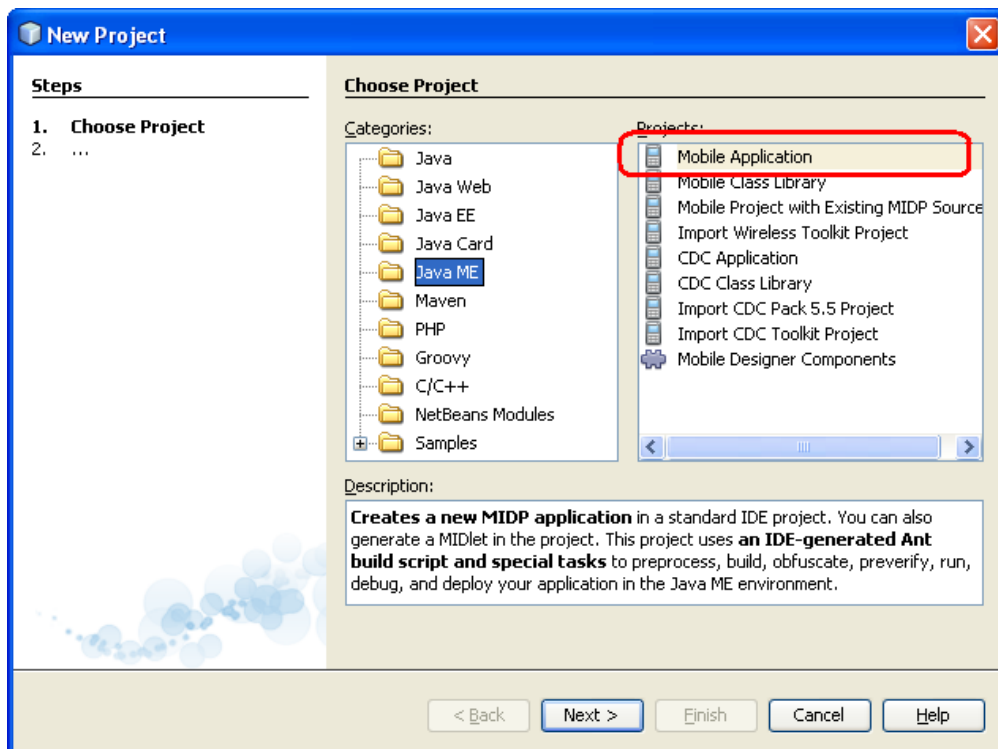 New Project
Steps
1. Choose Project
2. ...
Choose Project
Categories:
Java
Java Web
Java EE
Java Card
Java ME
Maven
PHP
Groovy
C/C++
NetBeans Modules
Samples
Projects:
Mobile Application
Mobile Class Library
Mobile Project with Existing MIDP Source
Import Wireless Toolkit Project
CDC Application
CDC Class Library
Import CDC Pack 5.5 Project
Import CDC Toolkit Project
Mobile Designer Components
Description:
Creates a new MIDP application in a standard IDE project. You can also
generate a MIDlet in the project. This project uses an IDE-generated Ant
build script and special tasks to preprocess, build, obfuscate, preverify, run,
debug, and deploy your application in the Java ME environment.
< Back
Next >
Finish
Cancel
Help